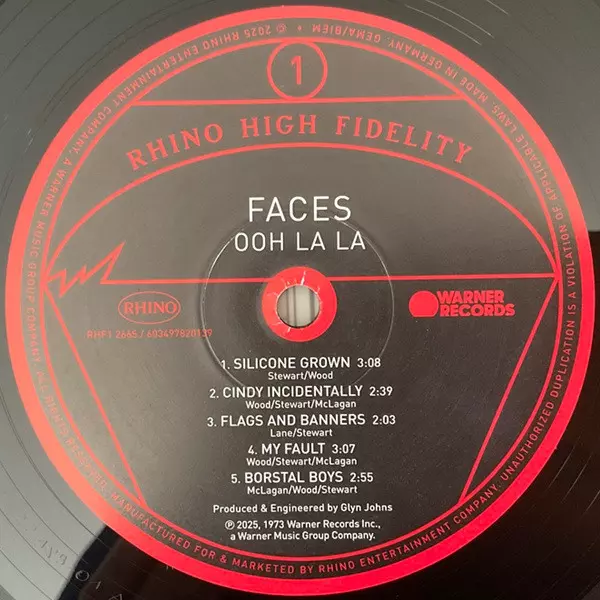 1
RHINO HIGH FIDELITY
FACES
OOH LA LA
RHINO
WARNER
RECORDS
RHF1 2665 / 603497820139
1. SILICONE GROWN 3:08
Stewart/Wood
2. CINDY INCIDENTALLY 2:39
Wood/Stewart/McLagan
3. FLAGS AND BANNERS 2:03
Lane/Stewart
4. MY FAULT 3:07
Wood/Stewart/McLagan
5. BORSTAL BOYS 2:55
McLagan/Wood/Stewart
Produced & Engineered by Glyn Johns
℗ 2025, 1973 Warner Records Inc.,
a Warner Music Group Company.
© 2025 RHINO ENTERTAINMENT COMPANY, A WARNER MUSIC GROUP COMPANY. ALL RIGHTS RESERVED. MANUFACTURED FOR & MARKETED BY RHINO ENTERTAINMENT COMPANY. UNAUTHORIZED DUPLICATION IS A VIOLATION OF APPLICABLE LAWS. MADE IN GERMANY. GEMA/BIEM